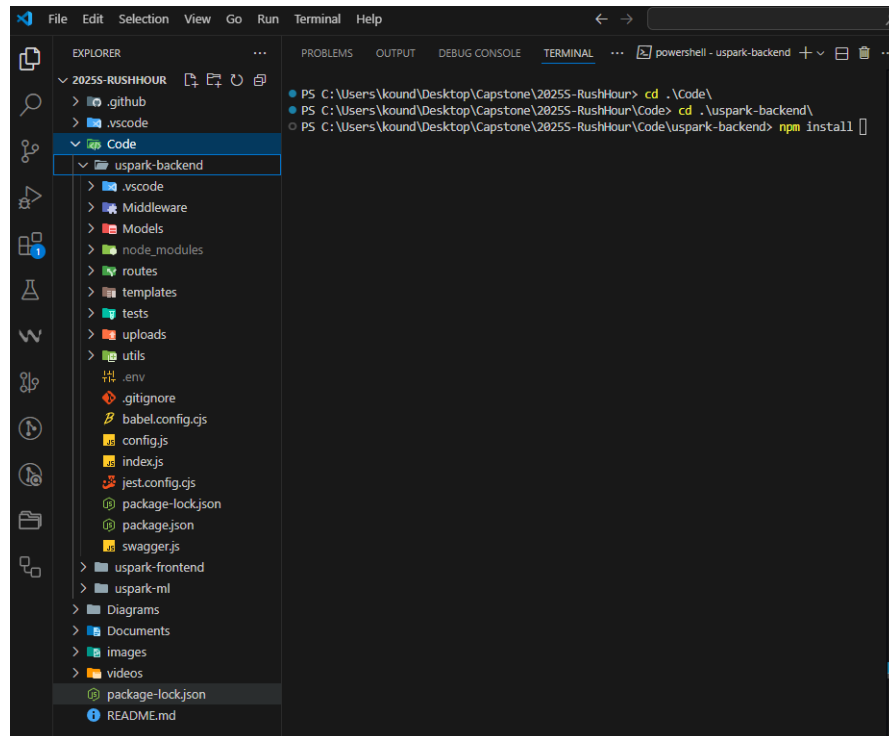 File Edit Selection View Go Run Terminal Help
EXPLORER
2025S-RUSHHOUR
.github
.vscode
Code
uspark-backend
.vscode
Middleware
Models
node_modules
routes
templates
tests
uploads
utils
.env
.gitignore
babel.config.cjs
config.js
index.js
jest.config.cjs
package-lock.json
package.json
swagger.js
uspark-frontend
uspark-ml
Diagrams
Documents
images
videos
package-lock.json
README.md
1
PROBLEMS OUTPUT DEBUG CONSOLE TERMINAL ... powershell - uspark-backend
PS C:\Users\kound\Desktop\Capstone\2025S-RushHour> cd .\Code\
PS C:\Users\kound\Desktop\Capstone\2025S-RushHour\Code> cd .\uspark-backend\
PS C:\Users\kound\Desktop\Capstone\2025S-RushHour\Code\uspark-backend> npm install